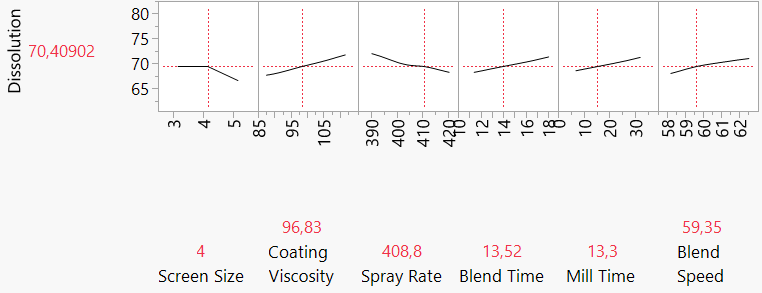 Dissolution
70,40902
80
75
70
65
3 4 5
85 95 105
390 400 410 420
10 12 14 16 18
0 10 20 30
58 59 60 61 62
4
Screen Size
96,83
Coating
Viscosity
408,8
Spray Rate
13,52
Blend Time
13,3
Mill Time
59,35
Blend
Speed